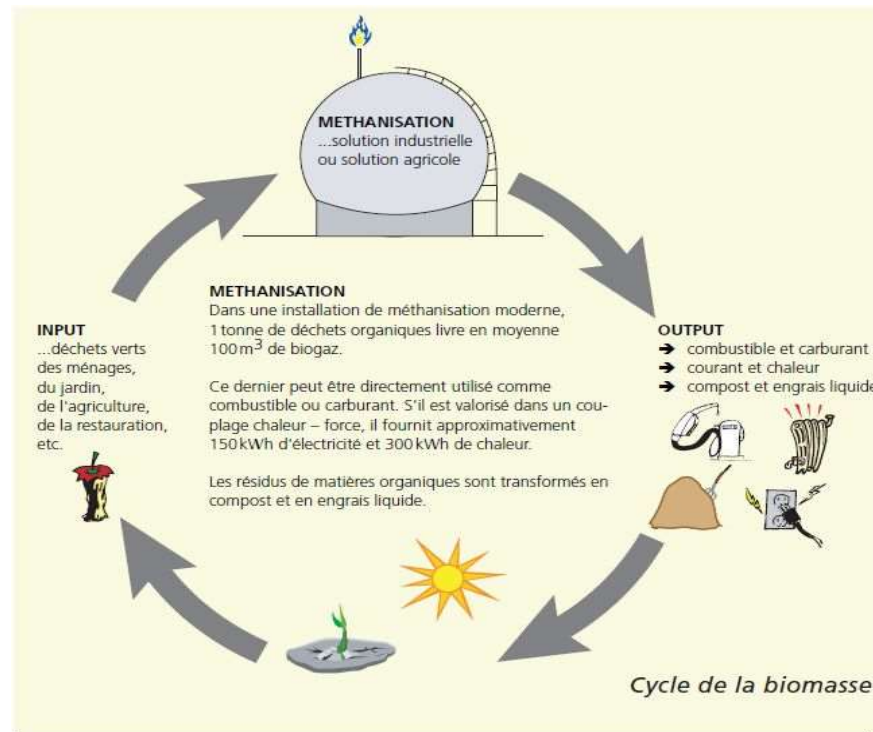 METHANISATION
...solution industrielle
ou solution agricole
METHANISATION
Dans une installation de méthanisation moderne,
1 tonne de déchets organiques livre en moyenne
100 m³ de biogaz.
Ce dernier peut être directement utilisé comme
combustible ou carburant. S'il est valorisé dans un cou-
plage chaleur – force, il fournit approximativement
150 kWh d'électricité et 300 kWh de chaleur.
Les résidus de matières organiques sont transformés en
compost et en engrais liquide.
INPUT
...déchets verts
des ménages,
du jardin,
de l'agriculture,
de la restauration,
etc.
OUTPUT
➔ combustible et carburant
➔ courant et chaleur
➔ compost et engrais liquide
Cycle de la biomasse